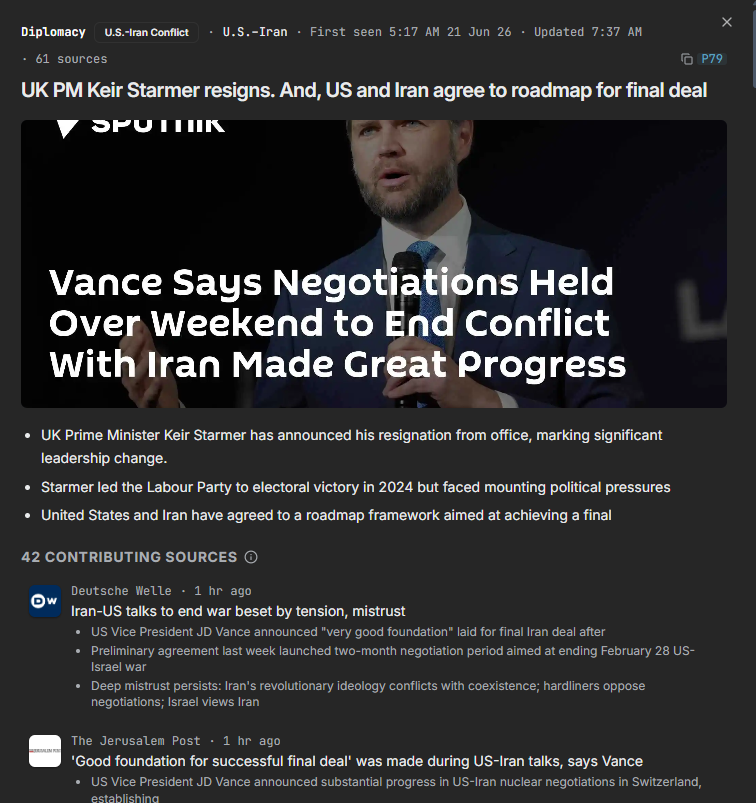 Diplomacy U.S.-Iran Conflict · U.S.-Iran · First seen 5:17 AM 21 Jun 26 · Updated 7:37 AM
· 61 sources P79
UK PM Keir Starmer resigns. And, US and Iran agree to roadmap for final deal
SPUTNIK
Vance Says Negotiations Held
Over Weekend to End Conflict
With Iran Made Great Progress
• UK Prime Minister Keir Starmer has announced his resignation from office, marking significant
leadership change.
• Starmer led the Labour Party to electoral victory in 2024 but faced mounting political pressures
• United States and Iran have agreed to a roadmap framework aimed at achieving a final
42 CONTRIBUTING SOURCES
DW
Deutsche Welle · 1 hr ago
Iran-US talks to end war beset by tension, mistrust
• US Vice President JD Vance announced "very good foundation" laid for final Iran deal after
• Preliminary agreement last week launched two-month negotiation period aimed at ending February 28 US-
Israel war
• Deep mistrust persists: Iran's revolutionary ideology conflicts with coexistence; hardliners oppose
negotiations; Israel views Iran
The Jerusalem Post · 1 hr ago
'Good foundation for successful final deal' was made during US-Iran talks, says Vance
• US Vice President JD Vance announced substantial progress in US-Iran nuclear negotiations in Switzerland,
establishing